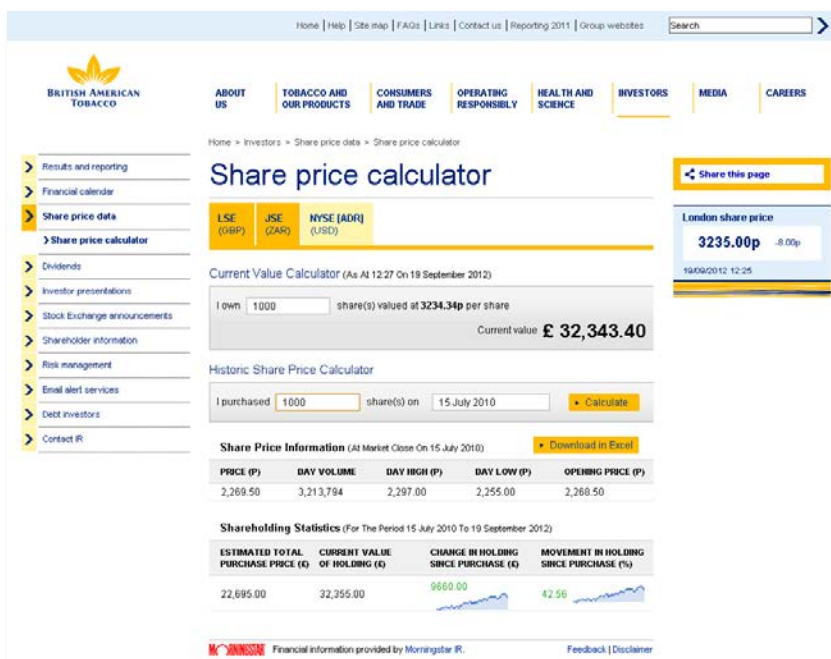 Home | Help | Site map | FAQs | Links | Contact us | Reporting 2011 | Group websites
Search
BRITISH AMERICAN
TOBACCO
ABOUT US
TOBACCO AND OUR PRODUCTS
CONSUMERS AND TRADE
OPERATING RESPONSIBLY
HEALTH AND SCIENCE
INVESTORS
MEDIA
CAREERS
Home > Investors > Share price data > Share price calculator
Results and reporting
Financial calendar
Share price data
Share price calculator
Dividends
Investor presentations
Stock Exchange announcements
Shareholder information
Risk management
Email alert services
Debt investors
Contact IR
Share price calculator
LSE (GBP)
JSE (ZAR)
NYSE (ADR) (USD)
Current Value Calculator (As At 12:27 On 19 September 2012)
I own 1000 share(s) valued at 3234.34p per share
Current value £ 32,343.40
Historic Share Price Calculator
I purchased 1000 share(s) on 15 July 2010 Calculate
Share Price Information (At Market Close On 15 July 2010) Download in Excel
PRICE (P) DAY VOLUME DAY HIGH (P) DAY LOW (P) OPENING PRICE (P)
2,269.50 3,213,794 2,297.00 2,255.00 2,268.50
Shareholding Statistics (For The Period 15 July 2010 To 19 September 2012)
ESTIMATED TOTAL CURRENT VALUE CHANGE IN HOLDING MOVEMENT IN HOLDING
PURCHASE PRICE (£) OF HOLDING (£) SINCE PURCHASE (£) SINCE PURCHASE (%)
22,695.00 32,355.00 9660.00 42.56
MORNINGSTAR Financial information provided by Morningstar IR. Feedback | Disclaimer
Share this page
London share price
3235.00p -8.00p
19/09/2012 12:25